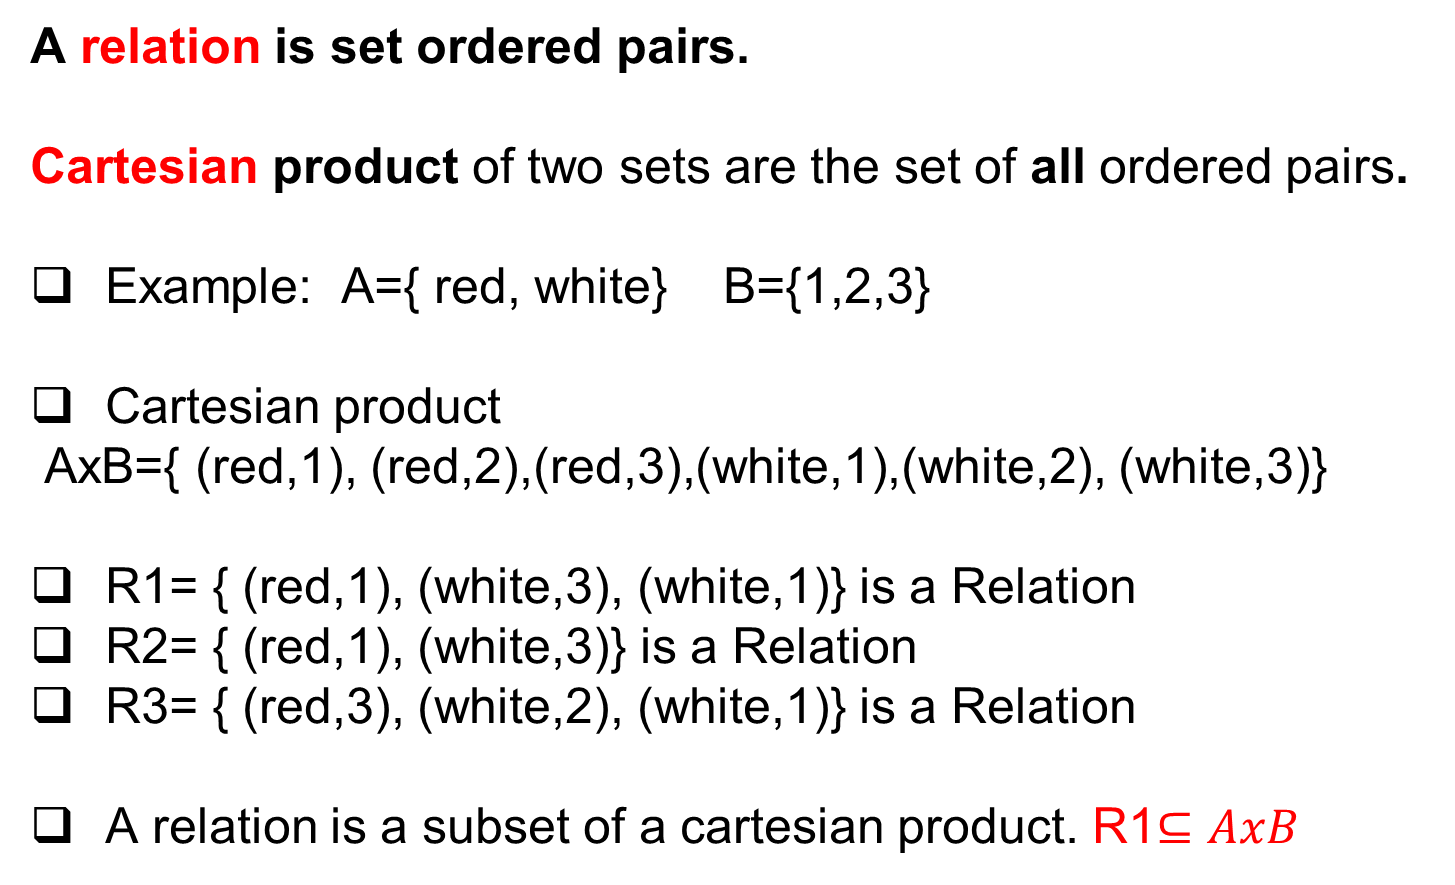 A relation is set ordered pairs.
Cartesian product of two sets are the set of all ordered pairs.
❑ Example: A={ red, white} B={1,2,3}
❑ Cartesian product
AxB={ (red,1), (red,2),(red,3),(white,1),(white,2), (white,3)}
❑ R1= { (red,1), (white,3), (white,1)} is a Relation
❑ R2= { (red,1), (white,3)} is a Relation
❑ R3= { (red,3), (white,2), (white,1)} is a Relation
❑ A relation is a subset of a cartesian product. R1⊆ AxB